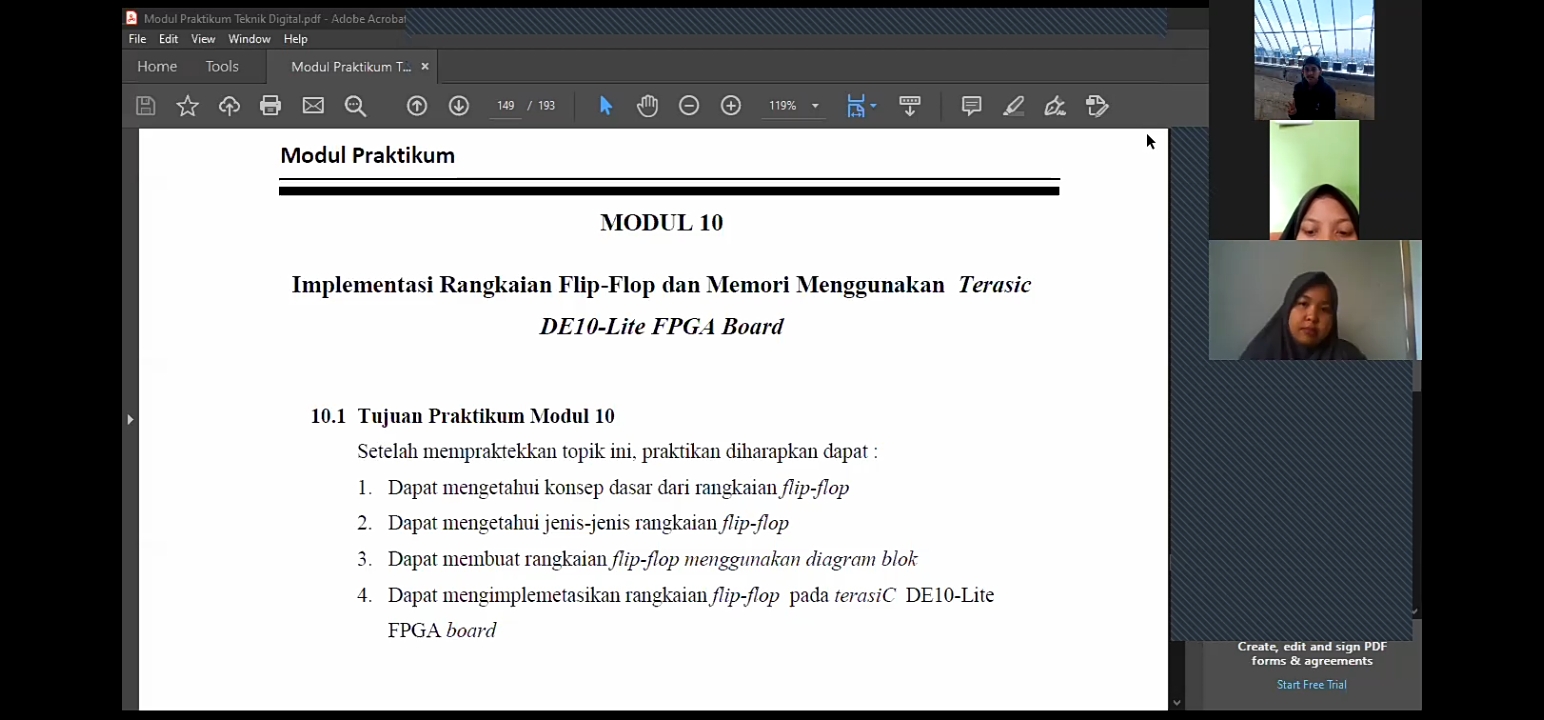 Modul Praktikum Teknik Digital.pdf - Adobe Acrobat
File Edit View Window Help
Home Tools Modul Praktikum T... ×
149 / 193 119%
Modul Praktikum
MODUL 10
Implementasi Rangkaian Flip-Flop dan Memori Menggunakan Terasic
DE10-Lite FPGA Board
10.1 Tujuan Praktikum Modul 10
Setelah mempraktekkan topik ini, praktikan diharapkan dapat :
1. Dapat mengetahui konsep dasar dari rangkaian flip-flop
2. Dapat mengetahui jenis-jenis rangkaian flip-flop
3. Dapat membuat rangkaian flip-flop menggunakan diagram blok
4. Dapat mengimplemetasikan rangkaian flip-flop pada terasiC DE10-Lite
FPGA board
Create, edit and sign PDF
forms & agreements
Start Free Trial